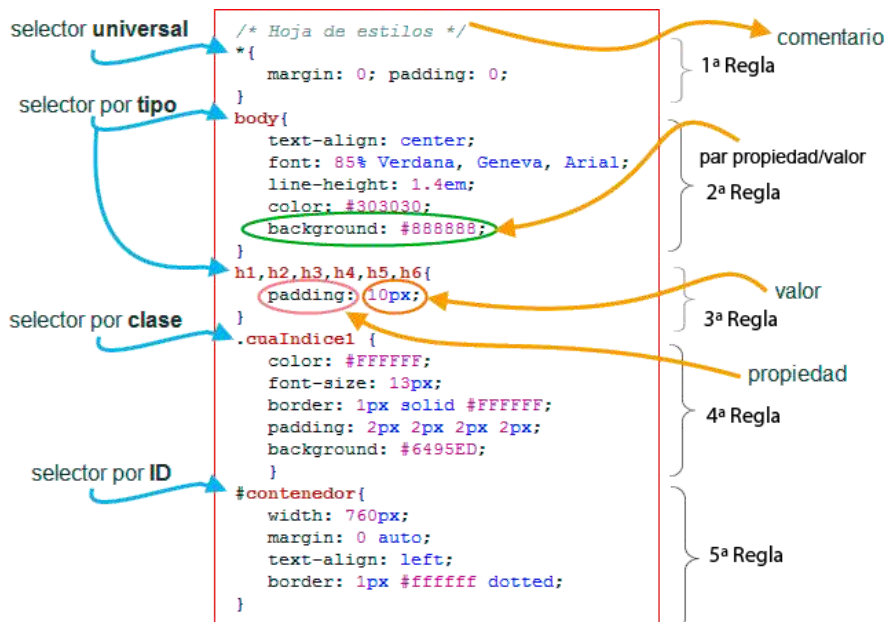 selector universal
/* Hoja de estilos */
comentario
*{
margin: 0; padding: 0;
}
1ª Regla
selector por tipo
body{
text-align: center;
font: 85% Verdana, Geneva, Arial;
line-height: 1.4em;
color: #303030;
background: #888888;
}
par propiedad/valor
2ª Regla
h1,h2,h3,h4,h5,h6{
padding: 10px;
}
valor
3ª Regla
selector por clase
.cuaIndice1 {
color: #FFFFFF;
font-size: 13px;
border: 1px solid #FFFFFF;
padding: 2px 2px 2px 2px;
background: #6495ED;
}
propiedad
4ª Regla
selector por ID
#contenedor{
width: 760px;
margin: 0 auto;
text-align: left;
border: 1px #ffffff dotted;
}
5ª Regla